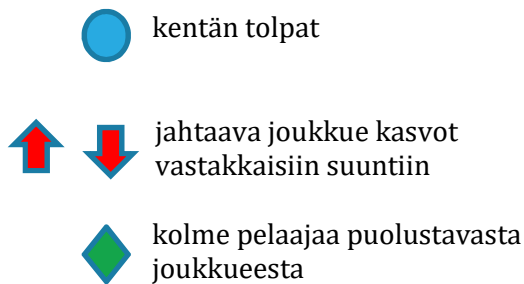 kentän tolpat
jahtaava joukkue kasvot
vastakkaisiin suuntiin
kolme pelaajaa puolustavasta
joukkueesta